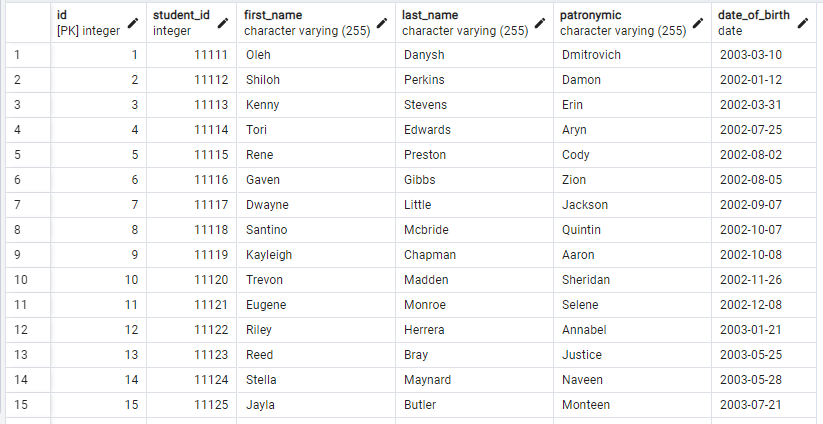 id student_id first_name last_name patronymic date_of_birth
[PK] integer integer character varying (255) character varying (255) character varying (255) date
1 1 11111 Oleh Danysh Dmitrovich 2003-03-10
2 2 11112 Shiloh Perkins Damon 2002-01-12
3 3 11113 Kenny Stevens Erin 2002-03-31
4 4 11114 Tori Edwards Aryn 2002-07-25
5 5 11115 Rene Preston Cody 2002-08-02
6 6 11116 Gaven Gibbs Zion 2002-08-05
7 7 11117 Dwayne Little Jackson 2002-09-07
8 8 11118 Santino Mcbride Quintin 2002-10-07
9 9 11119 Kayleigh Chapman Aaron 2002-10-08
10 10 11120 Trevon Madden Sheridan 2002-11-26
11 11 11121 Eugene Monroe Selene 2002-12-08
12 12 11122 Riley Herrera Annabel 2003-01-21
13 13 11123 Reed Bray Justice 2003-05-25
14 14 11124 Stella Maynard Naveen 2003-05-28
15 15 11125 Jayla Butler Monteen 2003-07-21